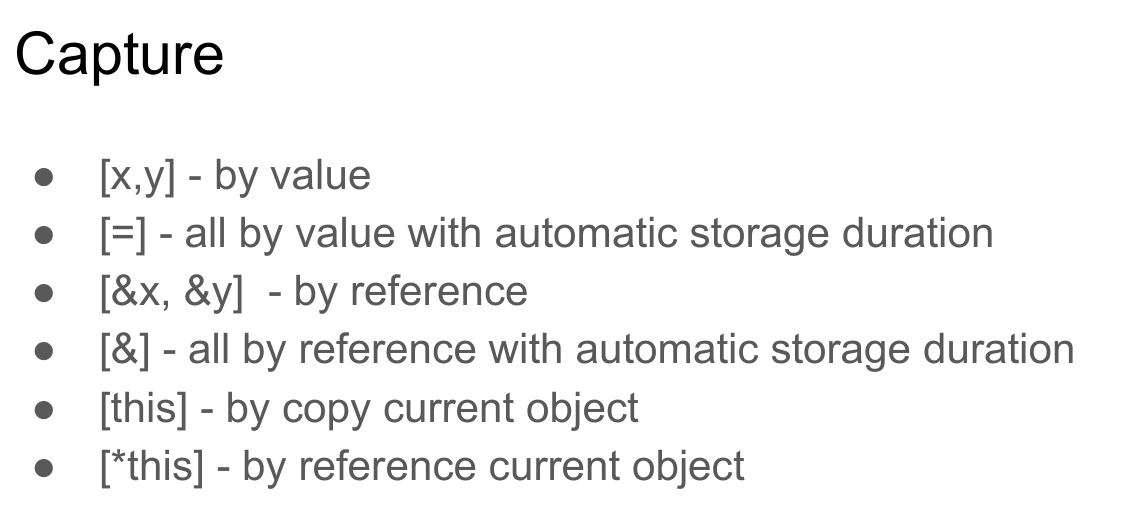 Capture
● [x,y] - by value
● [=] - all by value with automatic storage duration
● [&x, &y]  - by reference
● [&] - all by reference with automatic storage duration
● [this] - by copy current object
● [*this] - by reference current object